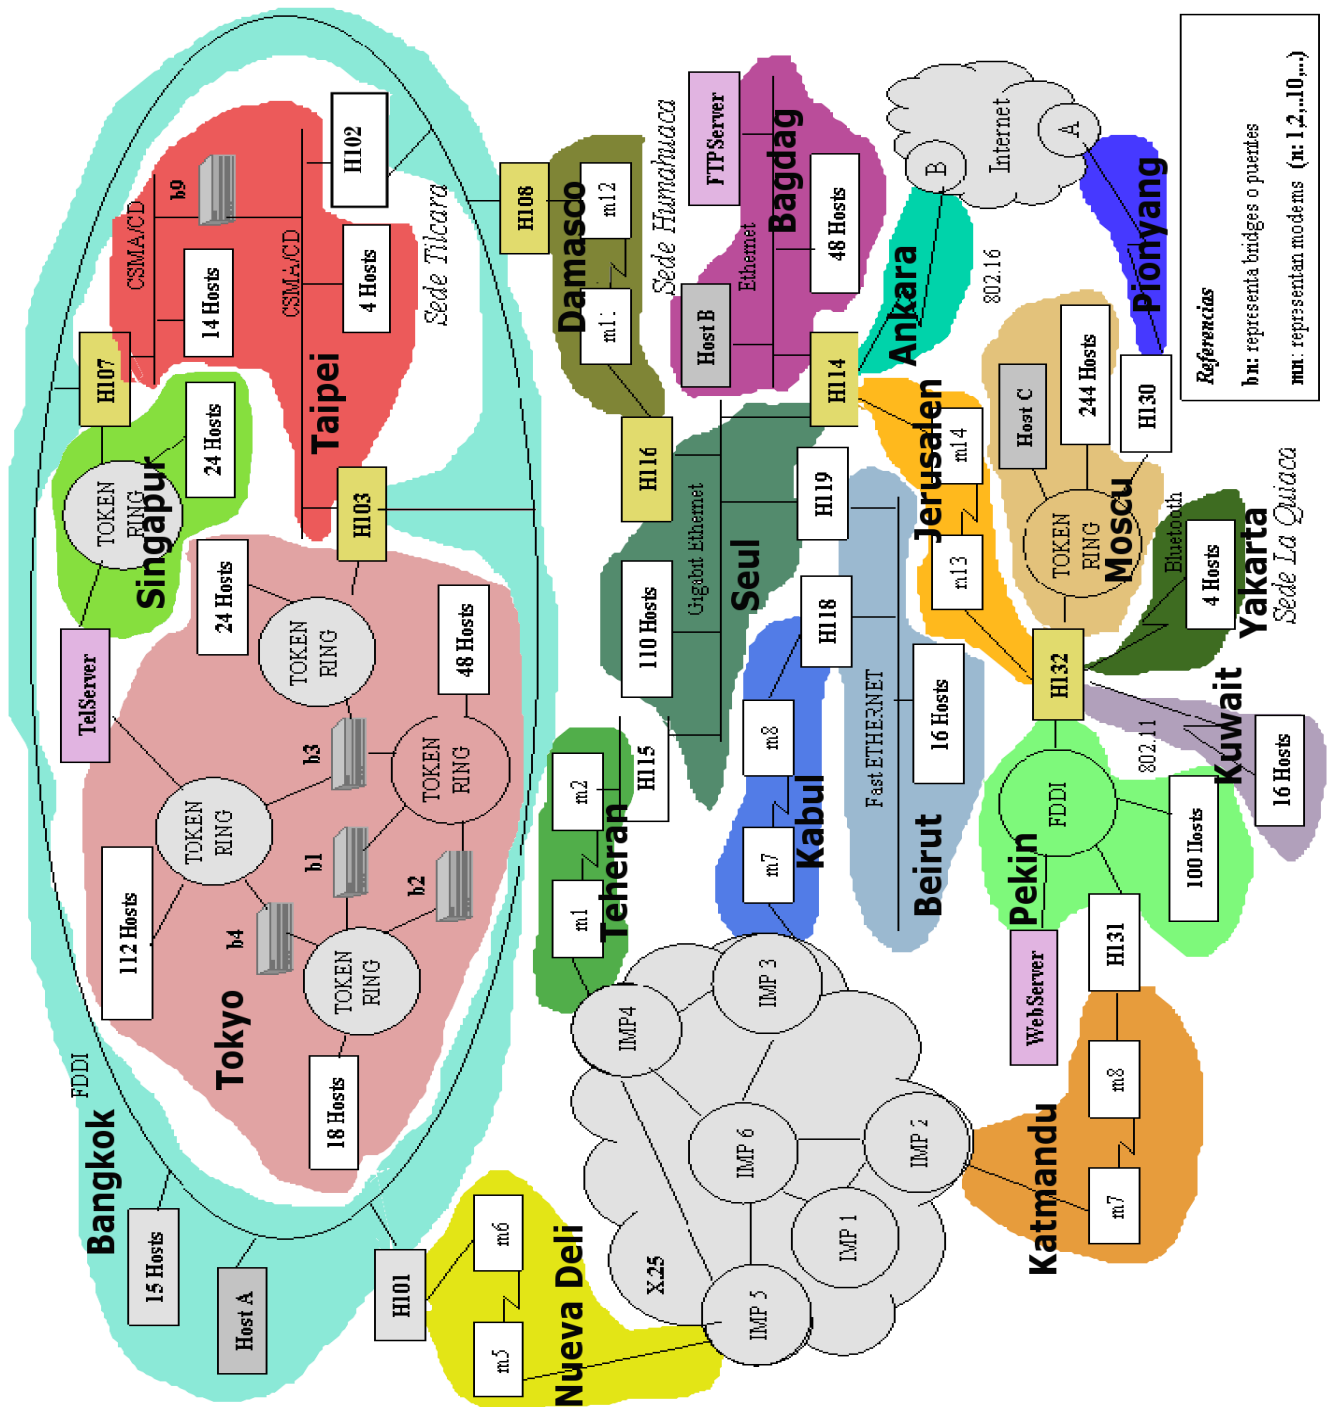 FDDI
Bangkok
TelServer
H107
TOKEN
RING
Singapur
24 Hosts
CSMA/CD
b9
14 Hosts
CSMA/CD
H102
4 Hosts
Taipei
Sede Tilcara
112 Hosts
TOKEN
RING
24 Hosts
TOKEN
RING
H103
b4
b1
b3
b2
Tokyo
18 Hosts
TOKEN
RING
TOKEN
RING
48 Hosts
15 Hosts
Host A
H101
m5
m6
Nueva Deli
H108
m1:
m12
Damasco
Sede Humahuaca
m1
m2
Teheran
H115
110 Hosts
H116
Gigabit Ethernet
Seul
Host B
FTPServer
Ethernet
Bagdag
48 Hosts
X.25
IMP4
IMP 3
IMP 5
IMP 6
IMP 1
IMP 2
m7
m8
Kabul
H118
H119
H114
Fast ETHERNET
Beirut
16 Hosts
Ankara
B
Internet
A
802.16
Jerusalen
m13
m14
Pekin
WebServer
FDDI
H132
TOKEN
RING
Host C
Moscu
244 Hosts
Katmandu
m7
m8
H131
H130
Pionyang
802.11
Bluetooth
100 Hosts
Kuwait
4 Hosts
Yakarta
16 Hosts
Sede La Quiaca
Referencias
bn: representa bridges o puentes
mn: representan modems (n: 1,2,..10,...)